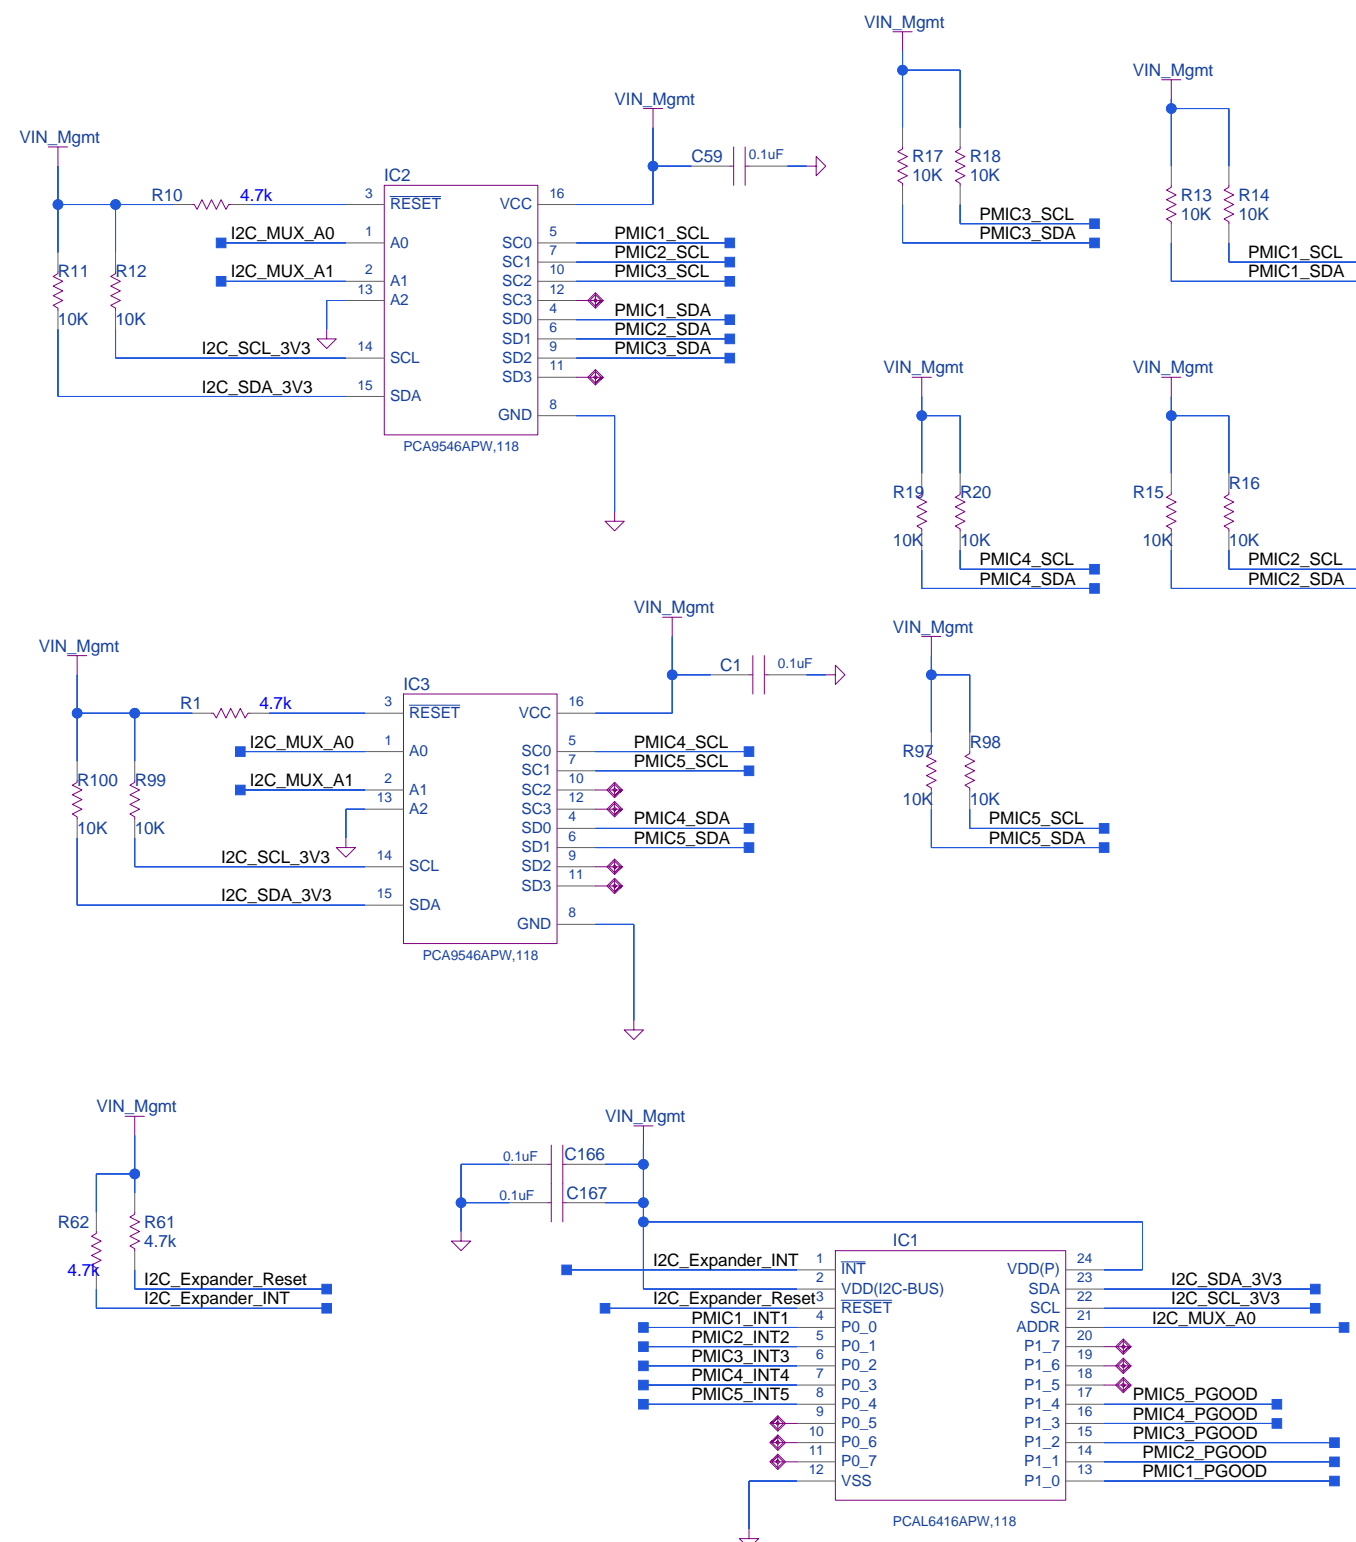 VIN_Mgmt
VIN_Mgmt
VIN_Mgmt
VIN_Mgmt
R17
10K
R18
10K
PMIC3_SCL
PMIC3_SDA
R13
10K
R14
10K
PMIC1_SCL
PMIC1_SDA
C59
0.1uF
R10
4.7k
R11
10K
R12
10K
I2C_MUX_A0
I2C_MUX_A1
I2C_SCL_3V3
I2C_SDA_3V3
IC2
3 RESET
1 A0
2 A1
13 A2
14 SCL
15 SDA
VCC 16
SC0 5 PMIC1_SCL
SC1 7 PMIC2_SCL
SC2 10 PMIC3_SCL
SC3 12
SD0 4 PMIC1_SDA
SD1 6 PMIC2_SDA
SD2 9 PMIC3_SDA
SD3 11
GND 8
PCA9546APW,118
VIN_Mgmt
VIN_Mgmt
R19
10K
R20
10K
PMIC4_SCL
PMIC4_SDA
R15
10K
R16
10K
PMIC2_SCL
PMIC2_SDA
VIN_Mgmt
VIN_Mgmt
VIN_Mgmt
C1
0.1uF
R97
10K
R98
10K
PMIC5_SCL
PMIC5_SDA
R1
4.7k
R100
10K
R99
10K
I2C_MUX_A0
I2C_MUX_A1
I2C_SCL_3V3
I2C_SDA_3V3
IC3
3 RESET
1 A0
2 A1
13 A2
14 SCL
15 SDA
VCC 16
SC0 5 PMIC4_SCL
SC1 7 PMIC5_SCL
SC2 10
SC3 12
SD0 4 PMIC4_SDA
SD1 6 PMIC5_SDA
SD2 9
SD3 11
GND 8
PCA9546APW,118
VIN_Mgmt
R62
4.7k
R61
4.7k
I2C_Expander_Reset
I2C_Expander_INT
VIN_Mgmt
0.1uF C166
0.1uF C167
IC1
I2C_Expander_INT 1 INT
2 VDD(I2C-BUS)
I2C_Expander_Reset 3 RESET
PMIC1_INT1 4 P0_0
PMIC2_INT2 5 P0_1
PMIC3_INT3 6 P0_2
PMIC4_INT4 7 P0_3
PMIC5_INT5 8 P0_4
9 P0_5
10 P0_6
11 P0_7
12 VSS
VDD(P) 24
SDA 23 I2C_SDA_3V3
SCL 22 I2C_SCL_3V3
ADDR 21 I2C_MUX_A0
P1_7 20
P1_6 19
P1_5 18
P1_4 17 PMIC5_PGOOD
P1_3 16 PMIC4_PGOOD
P1_2 15 PMIC3_PGOOD
P1_1 14 PMIC2_PGOOD
P1_0 13 PMIC1_PGOOD
PCAL6416APW,118